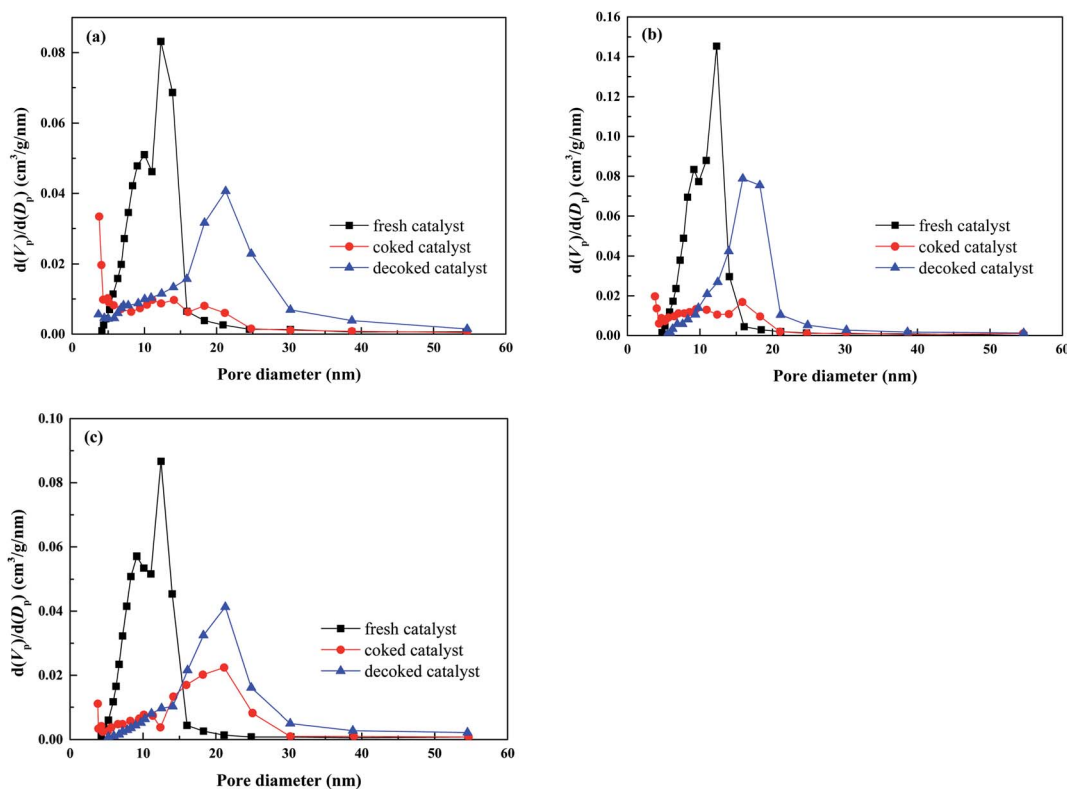 (a)
0.08
0.06
0.04
0.02
0.00
d(Vₚ)/d(Dₚ) (cm³/g/nm)
fresh catalyst
coked catalyst
decoked catalyst
0 10 20 30 40 50 60
Pore diameter (nm)
(b)
0.16
0.14
0.12
0.10
0.08
0.06
0.04
0.02
0.00
d(Vₚ)/d(Dₚ) (cm³/g/nm)
fresh catalyst
coked catalyst
decoked catalyst
0 10 20 30 40 50 60
Pore diameter (nm)
(c)
0.10
0.08
0.06
0.04
0.02
0.00
d(Vₚ)/d(Dₚ) (cm³/g/nm)
fresh catalyst
coked catalyst
decoked catalyst
0 10 20 30 40 50 60
Pore diameter (nm)